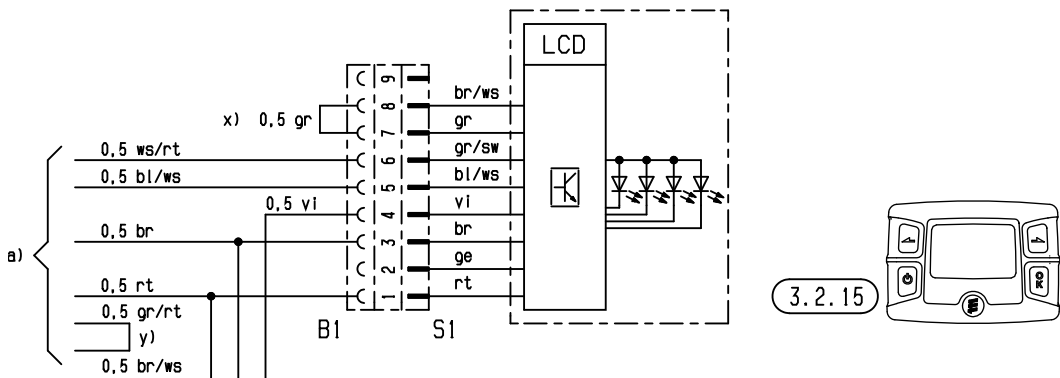 LCD
9
8
7
6
5
4
3
2
1
br/ws
gr
gr/sw
bl/ws
vi
br
ge
rt
x) 0,5 gr
0,5 ws/rt
0,5 bl/ws
0,5 vi
0,5 br
a)
0,5 rt
0,5 gr/rt
y)
0,5 br/ws
B1
S1
3.2.15
OK